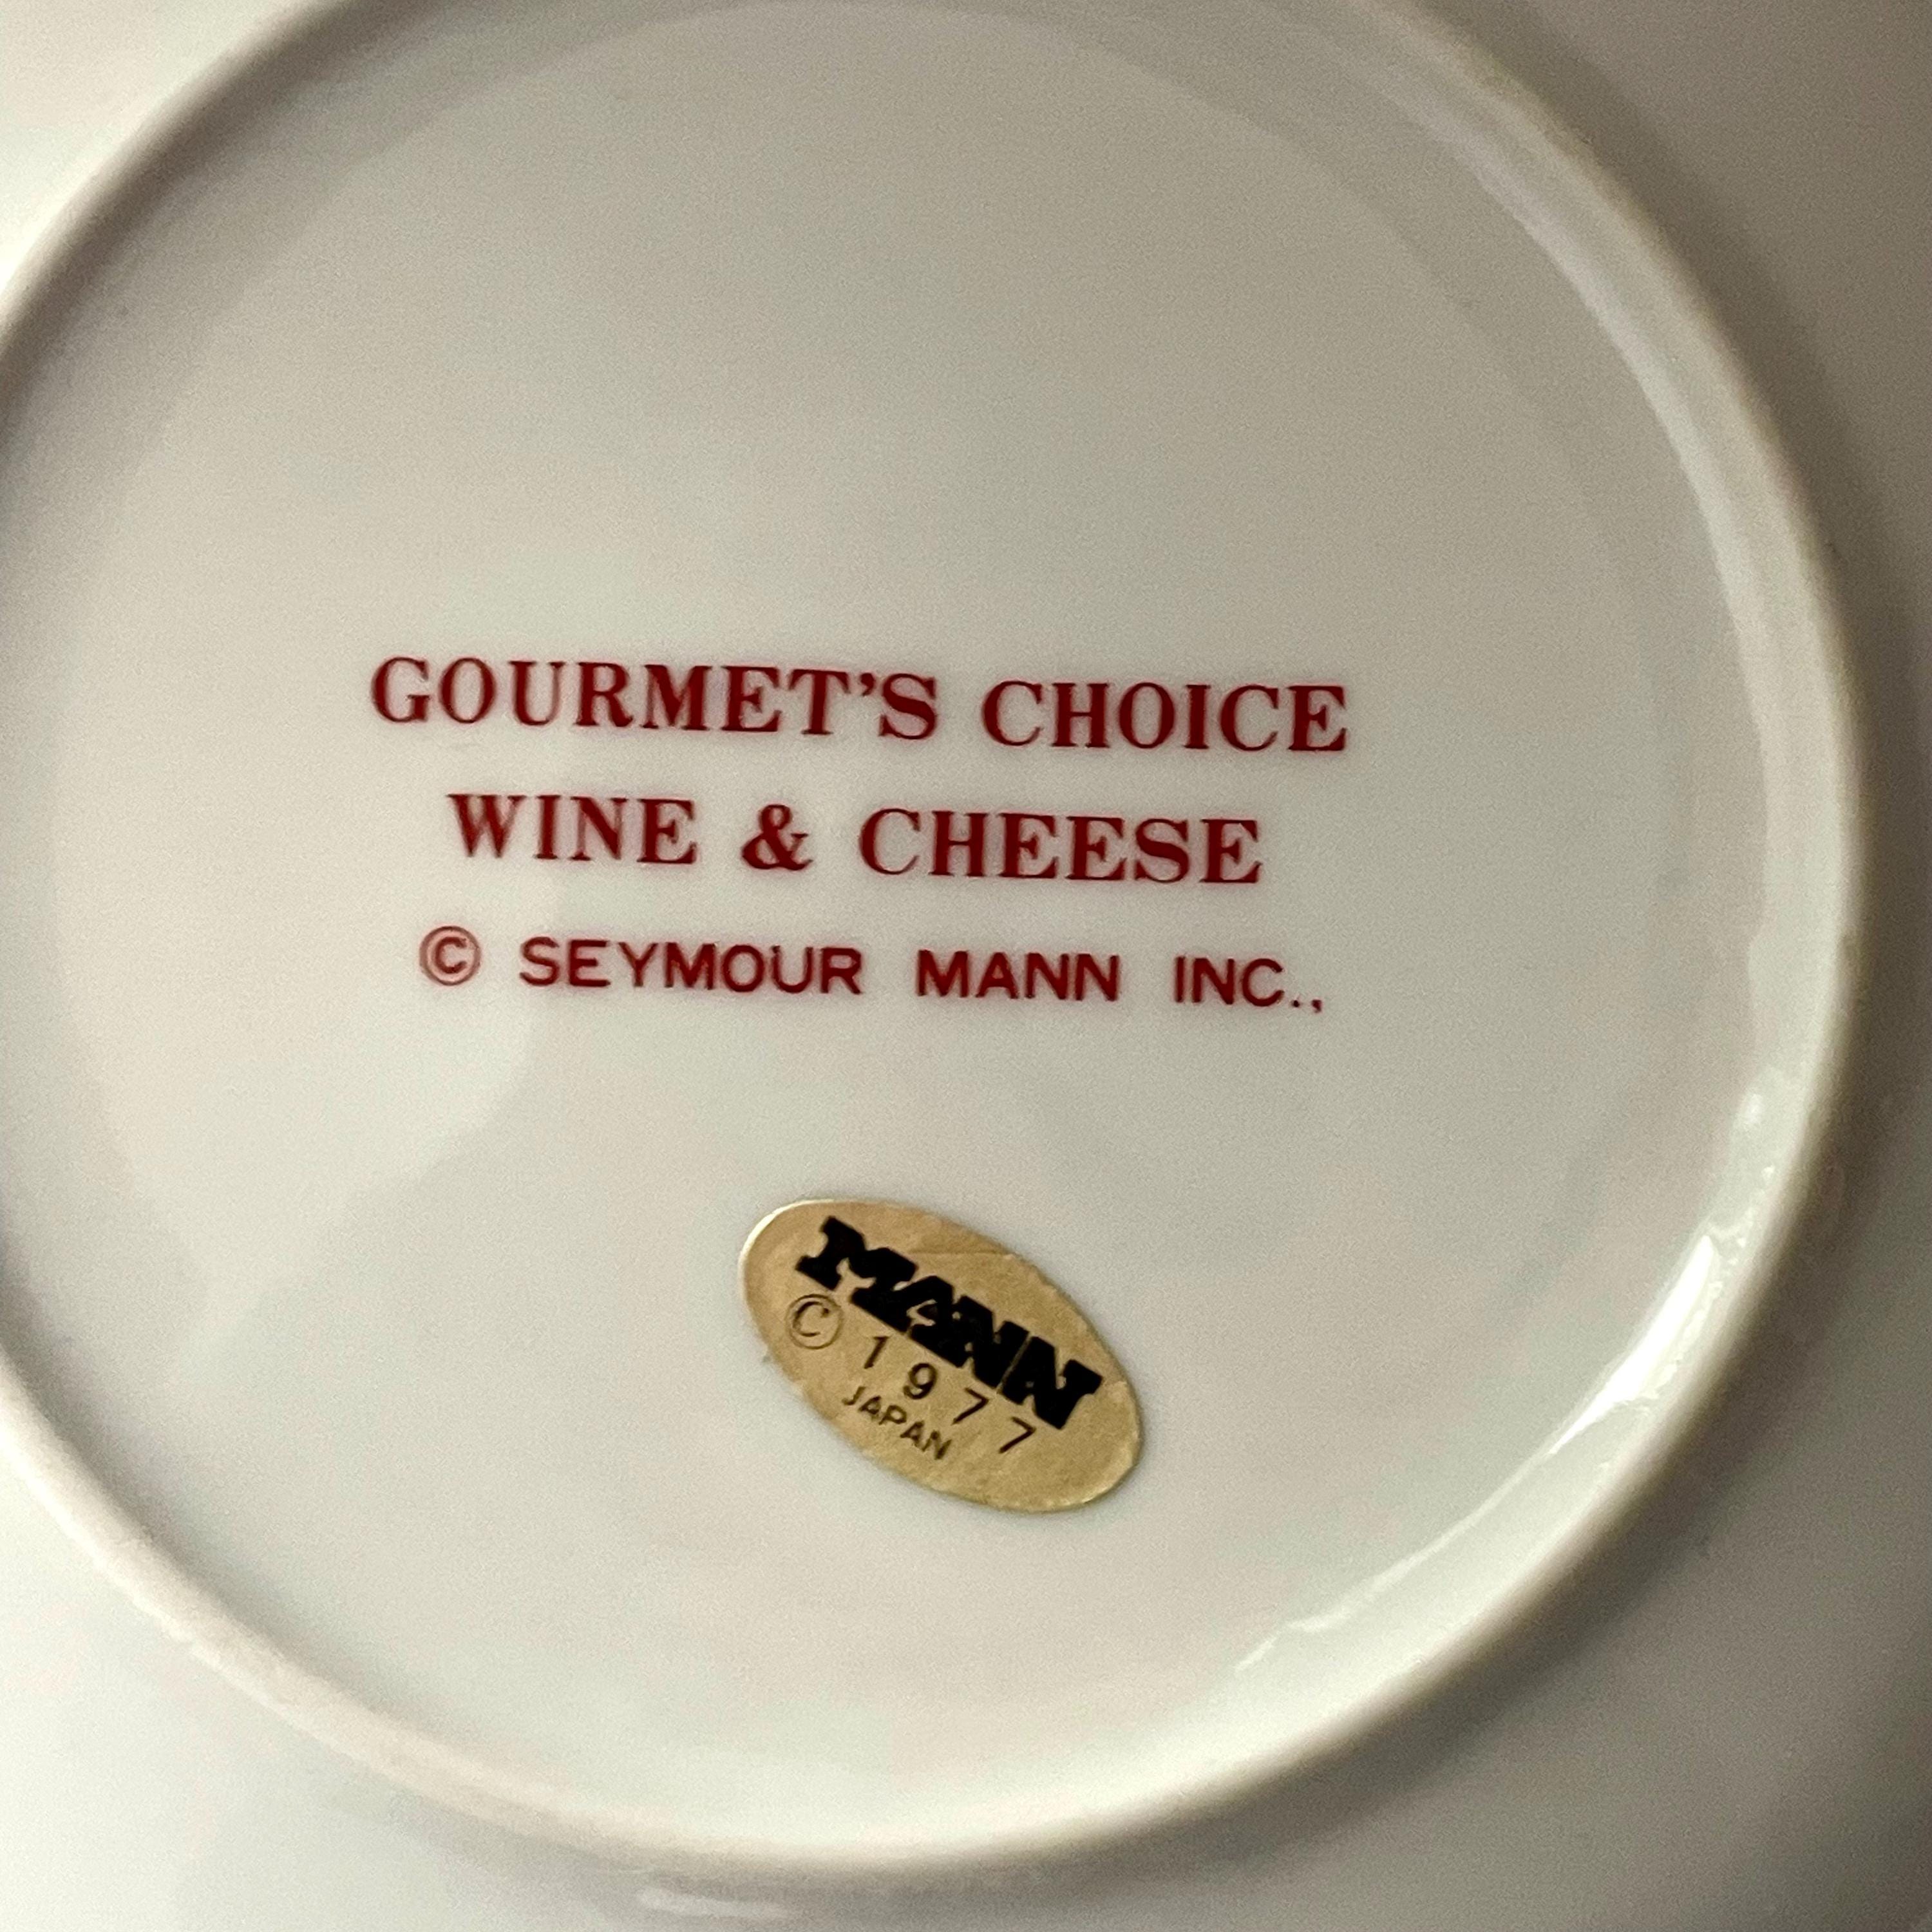 GOURMET'S CHOICE
WINE & CHEESE
© SEYMOUR MANN INC.,
MANN
© 1977
JAPAN